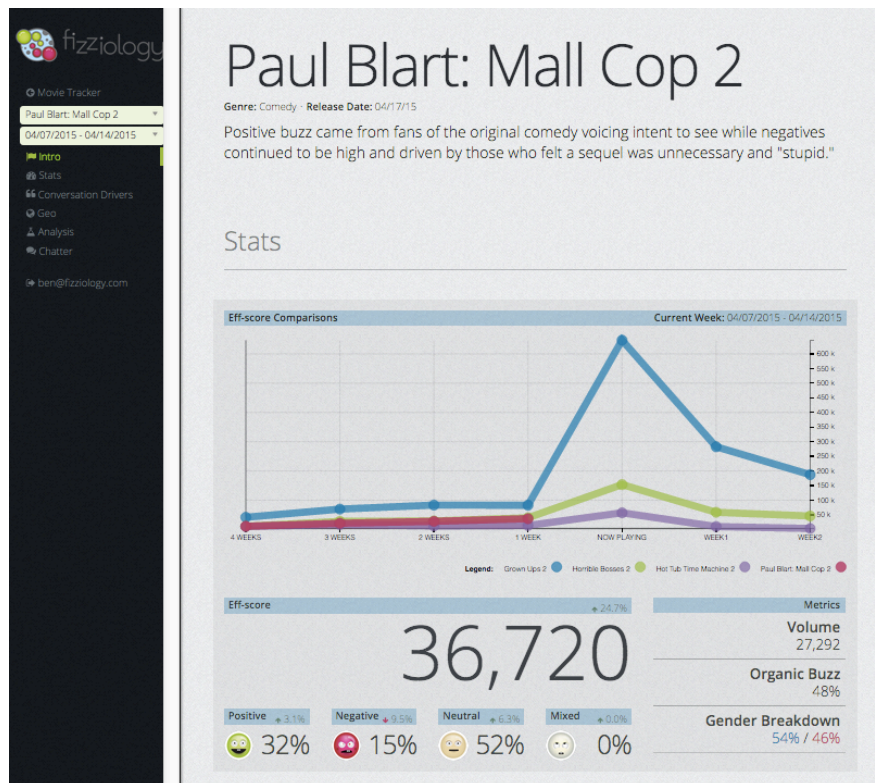 fizziology
Movie Tracker
Paul Blart: Mall Cop 2
04/07/2015 - 04/14/2015
Intro
Stats
Conversation Drivers
Geo
Analysis
Chatter
ben@fizziology.com
Paul Blart: Mall Cop 2
Genre: Comedy · Release Date: 04/17/15
Positive buzz came from fans of the original comedy voicing intent to see while negatives
continued to be high and driven by those who felt a sequel was unnecessary and "stupid."
Stats
Eff-score Comparisons Current Week: 04/07/2015 - 04/14/2015
600 k
550 k
500 k
450 k
400 k
350 k
300 k
250 k
200 k
150 k
100 k
50 k
4 WEEKS 3 WEEKS 2 WEEKS 1 WEEK NOW PLAYING WEEK1 WEEK2
Legend: Grown Ups 2 Horrible Bosses 2 Hot Tub Time Machine 2 Paul Blart: Mall Cop 2
Eff-score 24.7%
36,720
Positive 3.1% Negative 9.5% Neutral 6.3% Mixed 0.0%
32% 15% 52% 0%
Metrics
Volume
27,292
Organic Buzz
48%
Gender Breakdown
54% / 46%